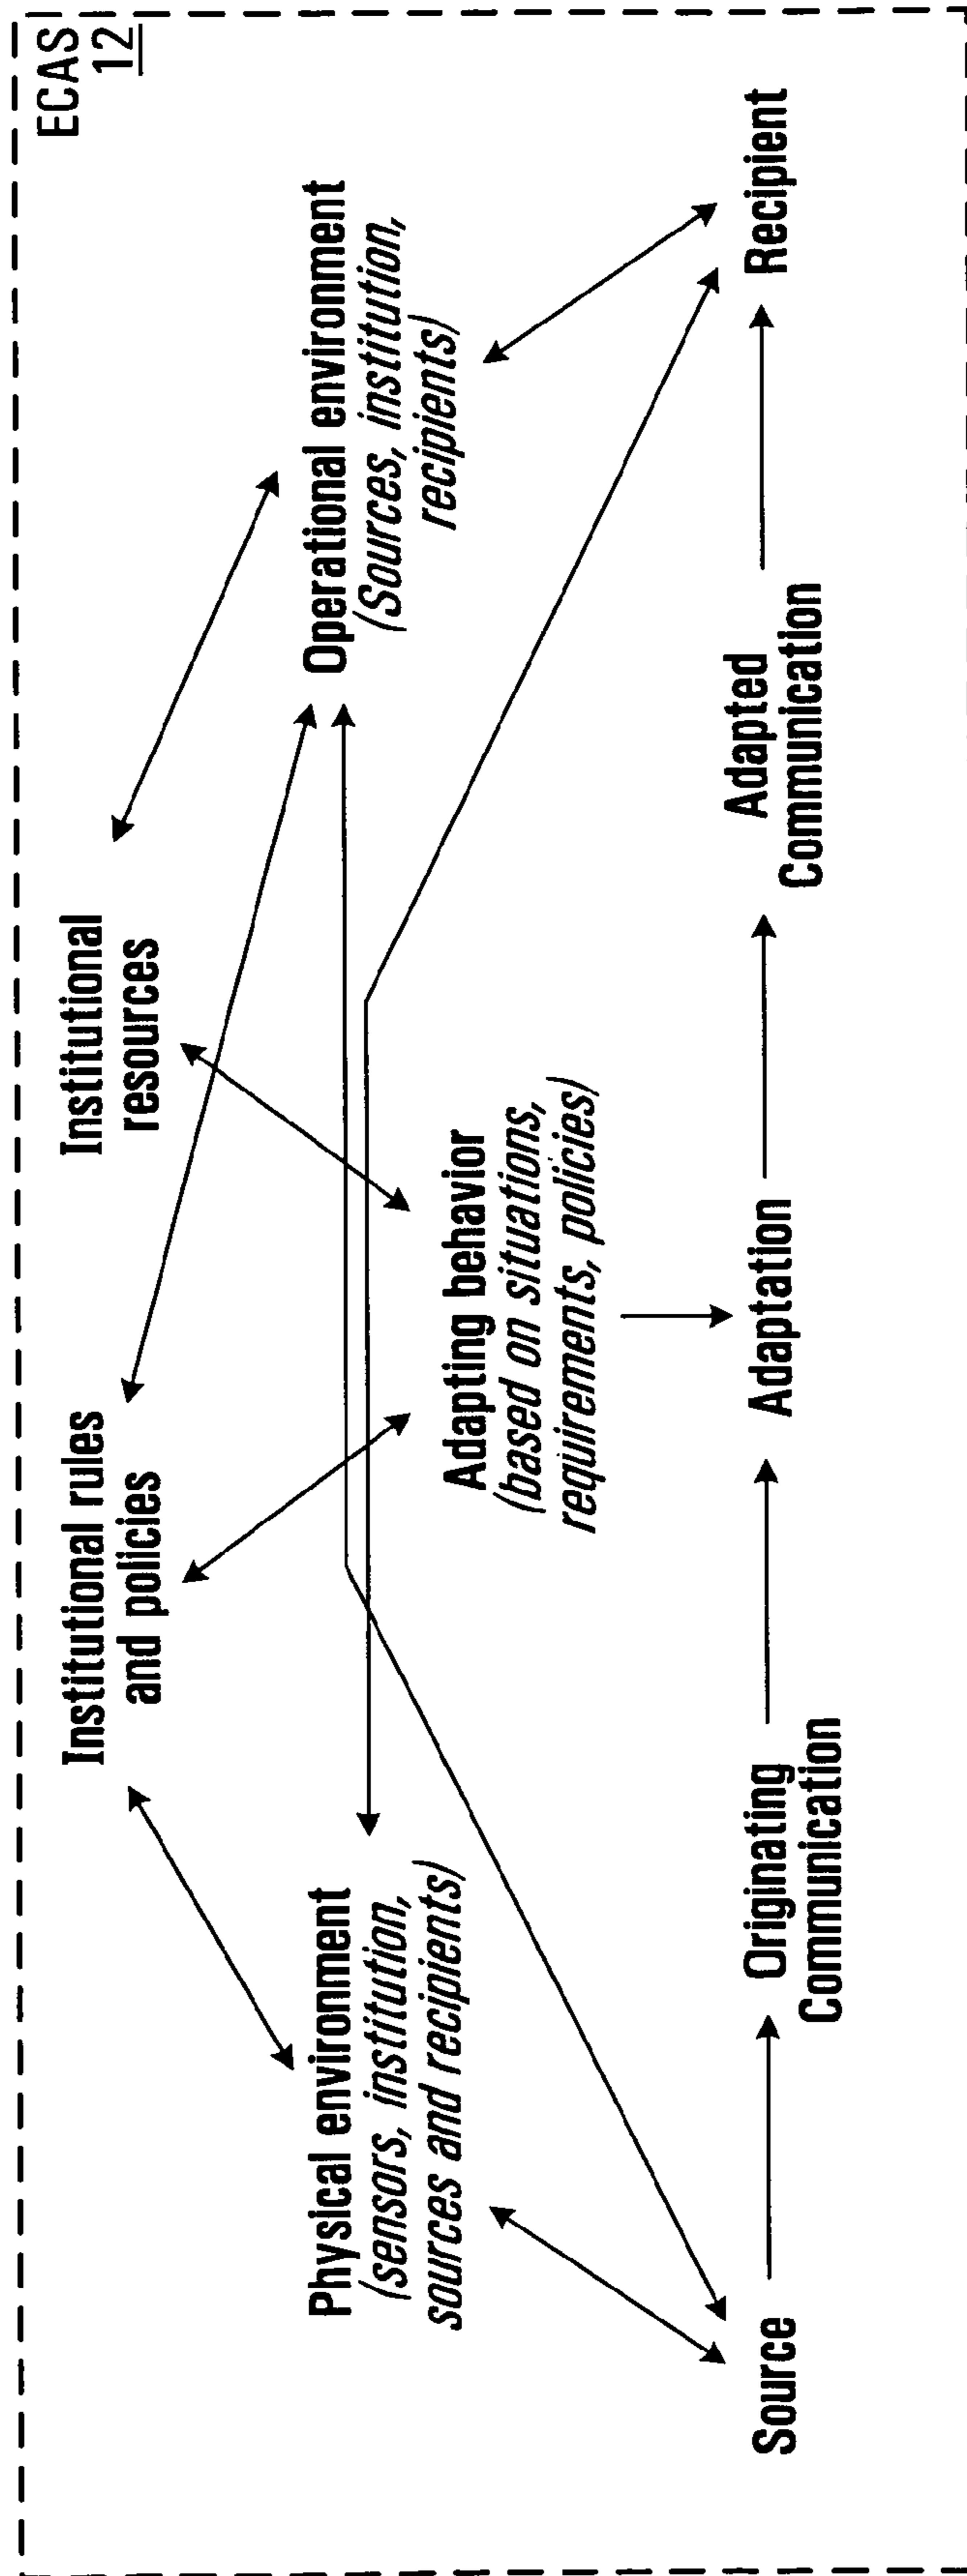 ECAS
12
Institutional rules
and policies
Institutional
resources
Physical environment
(sensors, institution,
sources and recipients)
Operational environment
(Sources, institution,
recipients)
Adapting behavior
(based on situations,
requirements, policies)
Source
Originating
Communication
Adaptation
Adapted
Communication
Recipient